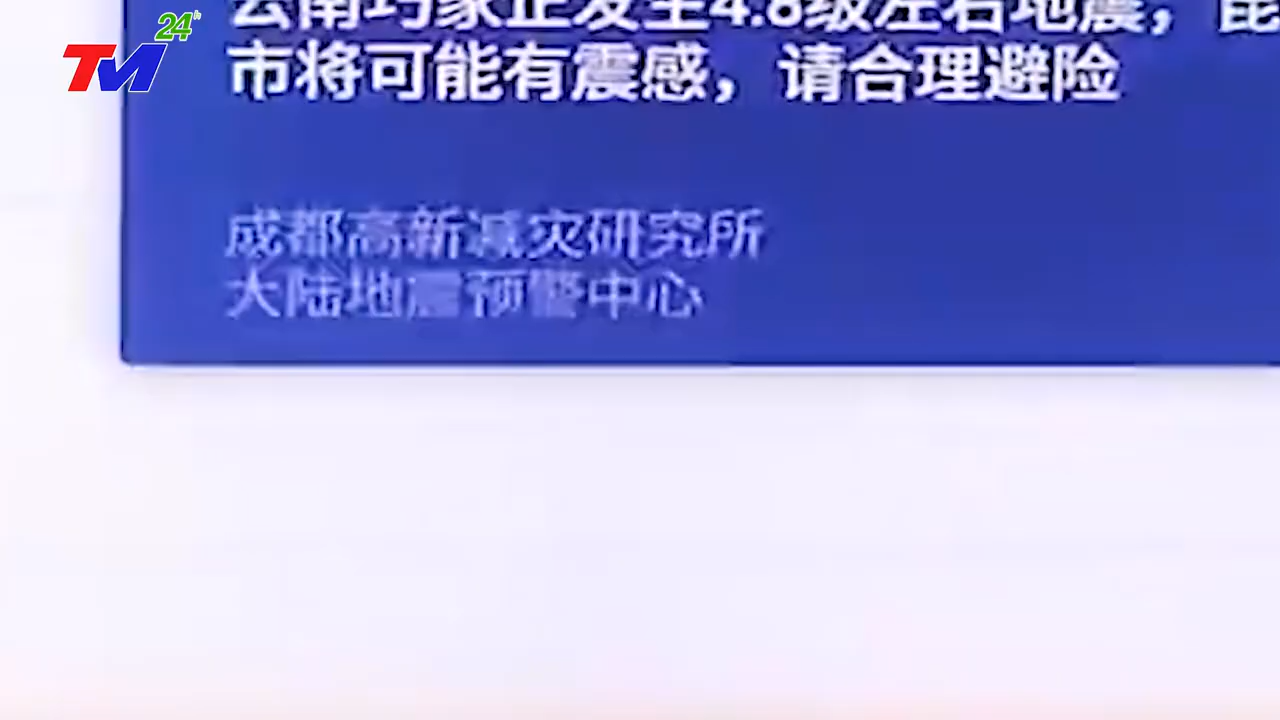 TM 24h
云南巧家正发生4.8级左右地震，昆
市将可能有震感，请合理避险
成都高新减灾研究所
大陆地震预警中心